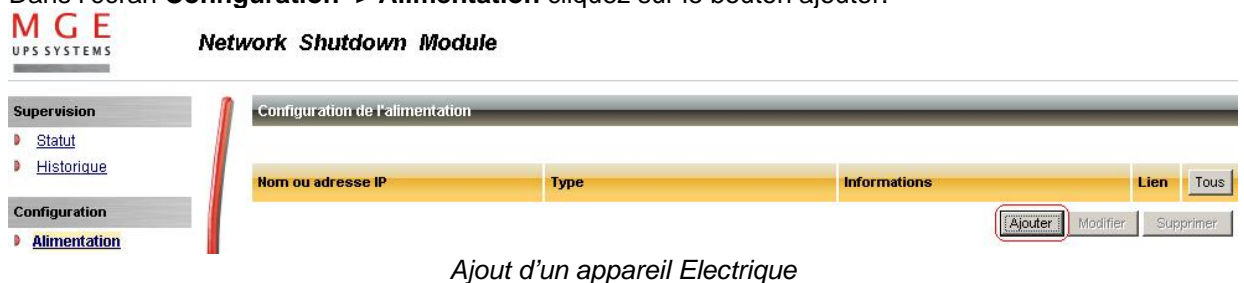 Dans l'écran Configuration -> Alimentation cliquez sur le bouton ajouter.
MGE
UPS SYSTEMS
Network Shutdown Module
Supervision
Statut
Historique
Configuration
Alimentation
Configuration de l'alimentation
Nom ou adresse IP Type Informations Lien Tous
Ajouter Modifier Supprimer
Ajout d'un appareil Electrique